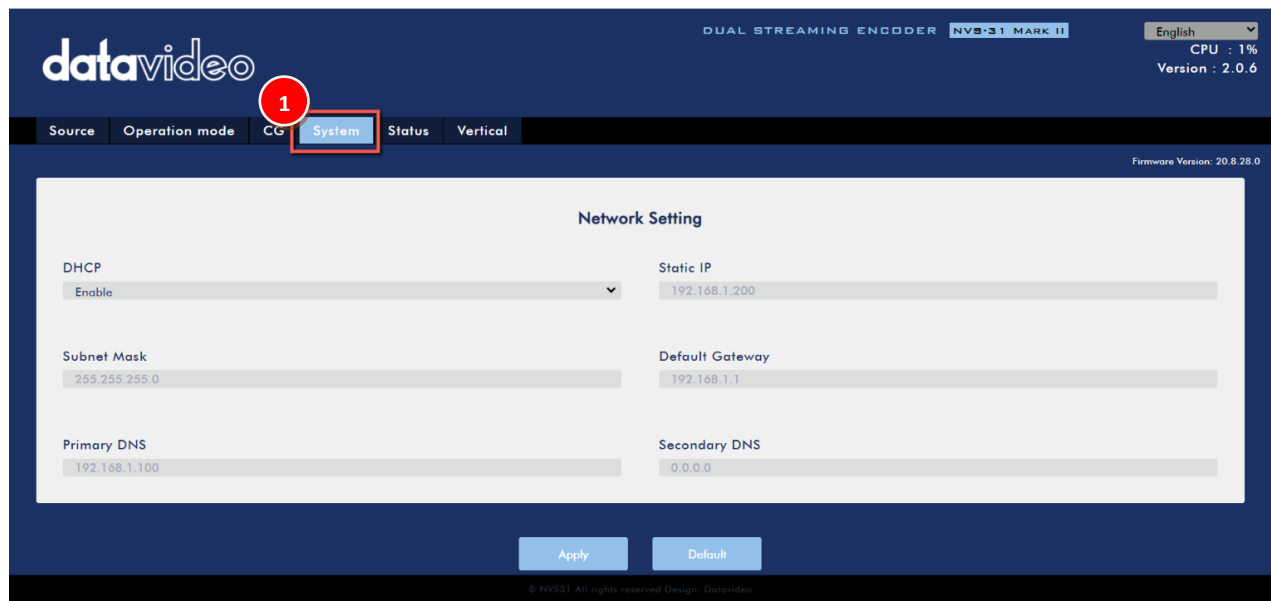 DUAL STREAMING ENCODER NVS-31 MARK II
English
CPU : 1%
Version : 2.0.6
datavideo
1
Source Operation mode CG System Status Vertical
Firmware Version: 20.8.28.0
Network Setting
DHCP
Enable
Static IP
192.168.1.200
Subnet Mask
255.255.255.0
Default Gateway
192.168.1.1
Primary DNS
192.168.1.100
Secondary DNS
0.0.0.0
Apply Default
© NVS31 All rights reserved Design: Datavideo